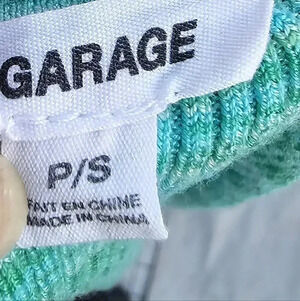 GARAGE
P/S
FAIT EN CHINE
MADE IN CHINA